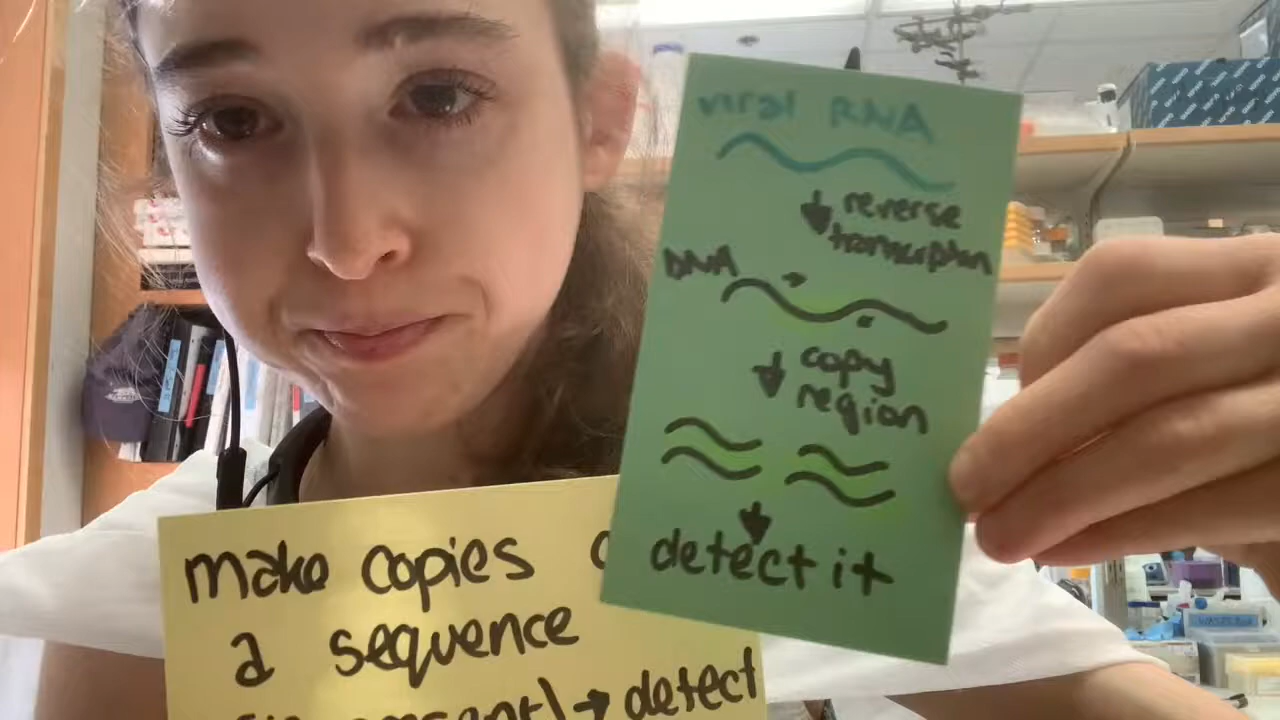 viral RNA
reverse
transcription
DNA
copy
region
detect it
make copies
a sequence
detect